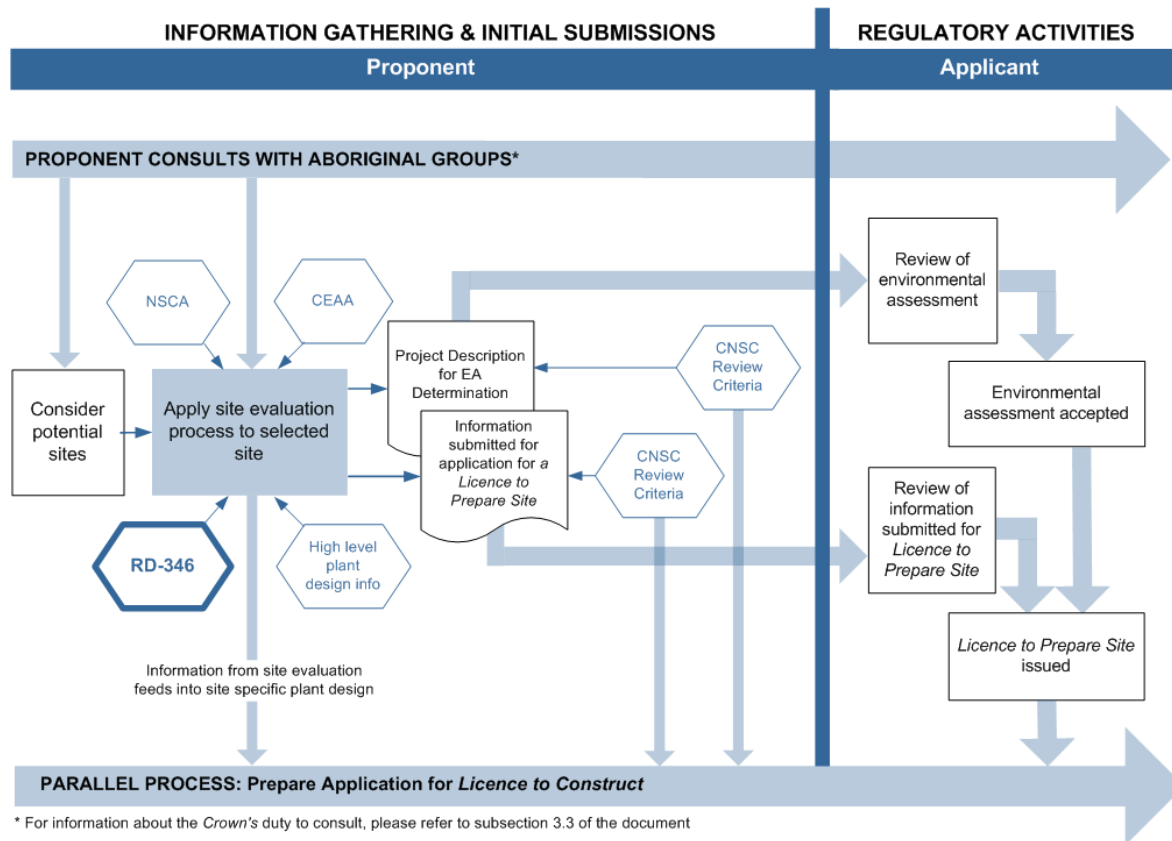 INFORMATION GATHERING & INITIAL SUBMISSIONS
REGULATORY ACTIVITIES
Proponent
Applicant
PROPONENT CONSULTS WITH ABORIGINAL GROUPS*
NSCA
CEAA
Consider
potential
sites
Apply site evaluation
process to selected
site
RD-346
High level
plant
design info
Project Description
for EA
Determination
Information
submitted for
application for a
Licence to
Prepare Site
CNSC
Review
Criteria
CNSC
Review
Criteria
Review of
environmental
assessment
Environmental
assessment accepted
Review of
information
submitted for
Licence to
Prepare Site
Licence to Prepare Site
issued
Information from site evaluation
feeds into site specific plant design
PARALLEL PROCESS: Prepare Application for Licence to Construct
* For information about the Crown's duty to consult, please refer to subsection 3.3 of the document